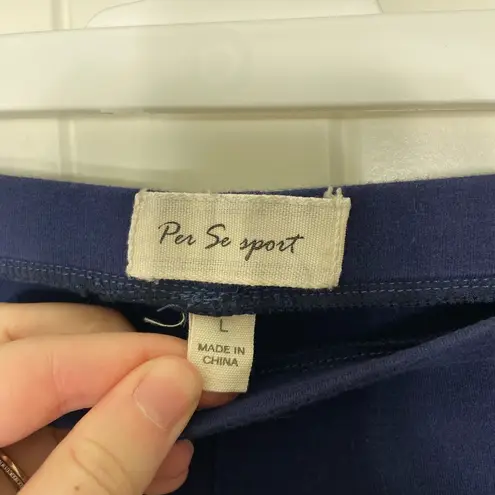 Per Se sport
L
MADE IN
CHINA